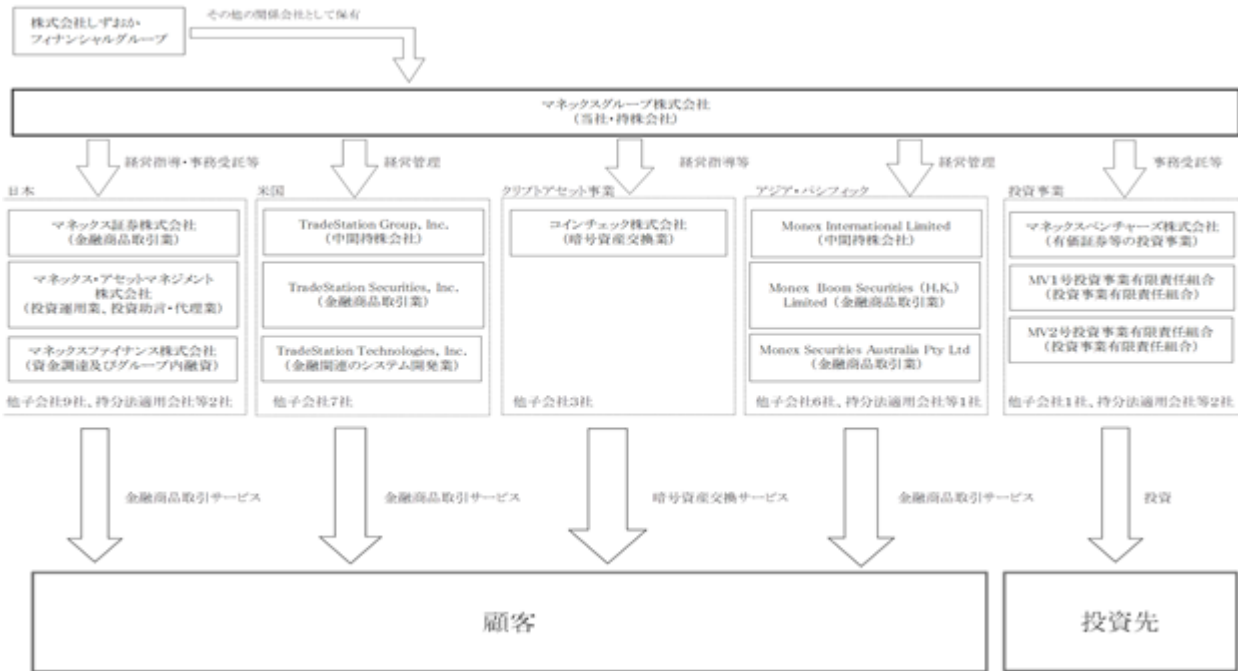 株式会社しずおか
フィナンシャルグループ
その他の関係会社として保有
マネックスグループ株式会社
（当社・持株会社）
経営指導・事務受託等
経営管理
経営指導等
経営管理
事務受託等
日本
マネックス証券株式会社
（金融商品取引業）
マネックス・アセットマネジメント
株式会社
（投資運用業、投資助言・代理業）
マネックスファイナンス株式会社
（資金調達及びグループ内融資）
他子会社9社、持分法適用会社等2社
米国
TradeStation Group, Inc.
（中間持株会社）
TradeStation Securities, Inc.
（金融商品取引業）
TradeStation Technologies, Inc.
（金融関連のシステム開発業）
他子会社7社
クリプトアセット事業
コインチェック株式会社
（暗号資産交換業）
他子会社3社
アジア・パシフィック
Monex International Limited
（中間持株会社）
Monex Boom Securities (H.K.)
Limited（金融商品取引業）
Monex Securities Australia Pty Ltd
（金融商品取引業）
他子会社6社、持分法適用会社等1社
投資事業
マネックスベンチャーズ株式会社
（有価証券等の投資事業）
MV1号投資事業有限責任組合
（投資事業有限責任組合）
MV2号投資事業有限責任組合
（投資事業有限責任組合）
他子会社1社、持分法適用会社等2社
金融商品取引サービス
金融商品取引サービス
暗号資産交換サービス
金融商品取引サービス
投資
顧客
投資先